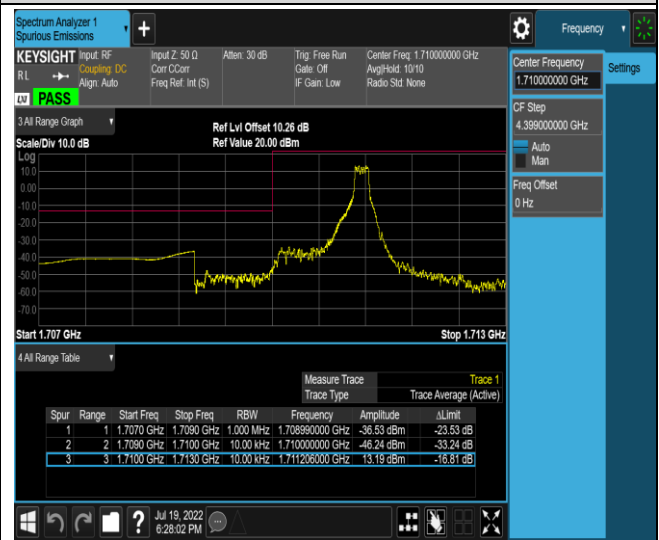 Spectrum Analyzer 1
Spurious Emissions
+
Frequency
KEYSIGHT
RL
Input: RF
Coupling: DC
Align: Auto
Input Z: 50 Ω
Corr CCorr
Freq Ref: Int (S)
Atten: 30 dB
Trig: Free Run
Gate: Off
IF Gain: Low
Center Freq: 1.710000000 GHz
Avg|Hold: 10/10
Radio Std: None
LXI PASS
Center Frequency
1.710000000 GHz
Settings
CF Step
4.399000000 GHz
Auto
Man
Freq Offset
0 Hz
3 All Range Graph
Scale/Div 10.0 dB
Ref Lvl Offset 10.26 dB
Ref Value 20.00 dBm
Log
10.0
0.00
-10.0
-20.0
-30.0
-40.0
-50.0
-60.0
-70.0
Start 1.707 GHz
Stop 1.713 GHz
4 All Range Table
Measure Trace Trace 1
Trace Type Trace Average (Active)
Spur Range Start Freq Stop Freq RBW Frequency Amplitude ΔLimit
1 1 1.7070 GHz 1.7090 GHz 1.000 MHz 1.708990000 GHz -36.53 dBm -23.53 dB
2 2 1.7090 GHz 1.7100 GHz 10.00 kHz 1.710000000 GHz -46.24 dBm -33.24 dB
3 3 1.7100 GHz 1.7130 GHz 10.00 kHz 1.711206000 GHz 13.19 dBm -16.81 dB
?
Jul 19, 2022
6:28:02 PM